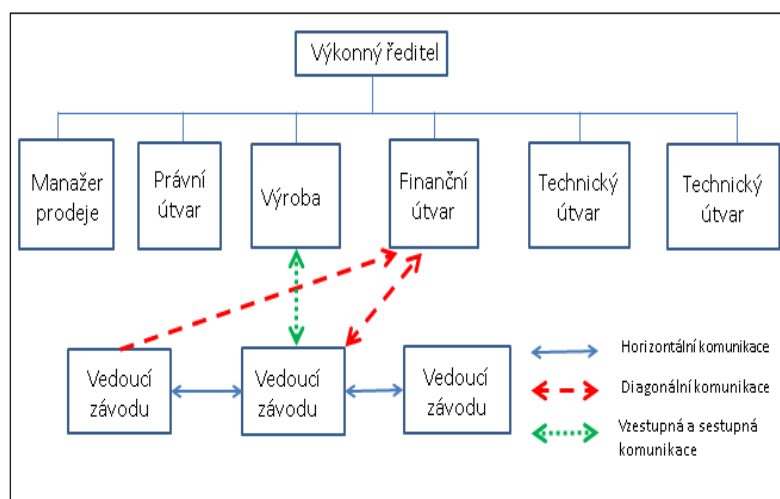 Výkonný ředitel
Manažer
prodeje
Právní
útvar
Výroba
Finanční
útvar
Technický
útvar
Technický
útvar
Vedoucí
závodu
Vedoucí
závodu
Vedoucí
závodu
Horizontální komunikace
Diagonální komunikace
Vzestupná a sestupná
komunikace